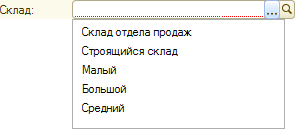 Склад:
...
Склад отдела продаж
Строящийся склад
Малый
Большой
Средний